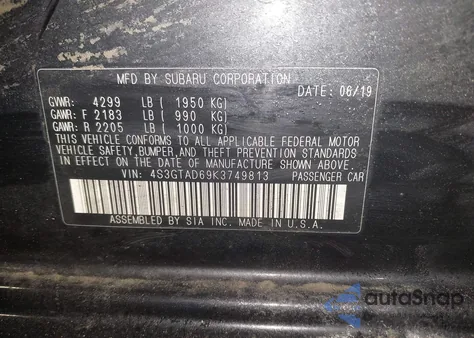 MFD BY SUBARU CORPORATION
DATE: 06/19
GVWR: 4299 LB ( 1950 KG)
GAWR: F 2183 LB ( 990 KG)
GAWR: R 2205 LB ( 1000 KG)
THIS VEHICLE CONFORMS TO ALL APPLICABLE FEDERAL MOTOR
VEHICLE SAFETY, BUMPER, AND THEFT PREVENTION STANDARDS
IN EFFECT ON THE DATE OF MANUFACTURE SHOWN ABOVE.
VIN: 4S3GTAD69K3749813 PASSENGER CAR
ASSEMBLED BY SIA INC. MADE IN U.S.A.
autoSnap